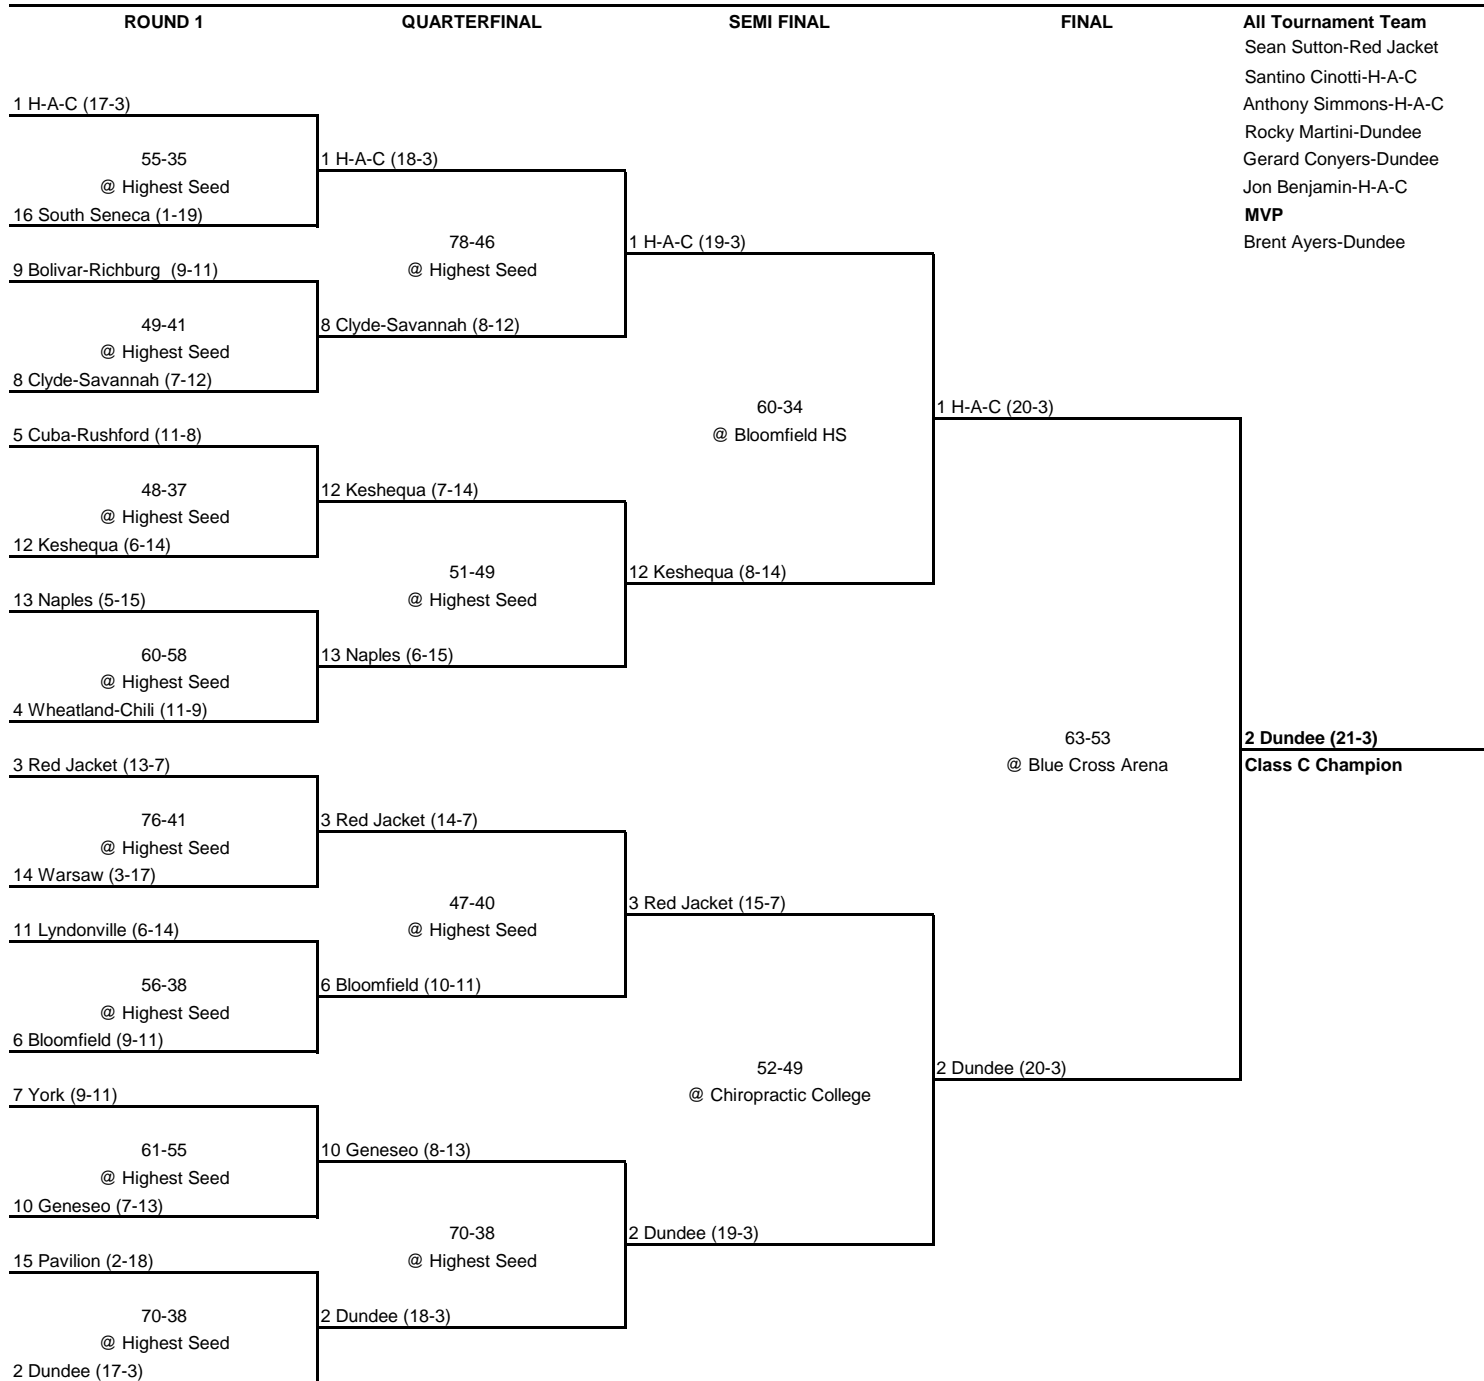 ROUND 1 QUARTERFINAL SEMI FINAL FINAL All Tournament Team
Sean Sutton-Red Jacket
Santino Cinotti-H-A-C
1 H-A-C (17-3) Anthony Simmons-H-A-C
Rocky Martini-Dundee
55-35 1 H-A-C (18-3) Gerard Conyers-Dundee
@ Highest Seed Jon Benjamin-H-A-C
16 South Seneca (1-19) MVP
78-46 1 H-A-C (19-3) Brent Ayers-Dundee
9 Bolivar-Richburg (9-11) @ Highest Seed
49-41 8 Clyde-Savannah (8-12)
@ Highest Seed
8 Clyde-Savannah (7-12)
60-34 1 H-A-C (20-3)
5 Cuba-Rushford (11-8) @ Bloomfield HS
48-37 12 Keshequa (7-14)
@ Highest Seed
12 Keshequa (6-14)
51-49 12 Keshequa (8-14)
13 Naples (5-15) @ Highest Seed
60-58 13 Naples (6-15)
@ Highest Seed
4 Wheatland-Chili (11-9)
63-53 2 Dundee (21-3)
3 Red Jacket (13-7) @ Blue Cross Arena Class C Champion
76-41 3 Red Jacket (14-7)
@ Highest Seed
14 Warsaw (3-17)
47-40 3 Red Jacket (15-7)
11 Lyndonville (6-14) @ Highest Seed
56-38 6 Bloomfield (10-11)
@ Highest Seed
6 Bloomfield (9-11)
52-49 2 Dundee (20-3)
7 York (9-11) @ Chiropractic College
61-55 10 Geneseo (8-13)
@ Highest Seed
10 Geneseo (7-13)
70-38 2 Dundee (19-3)
15 Pavilion (2-18) @ Highest Seed
70-38 2 Dundee (18-3)
@ Highest Seed
2 Dundee (17-3)